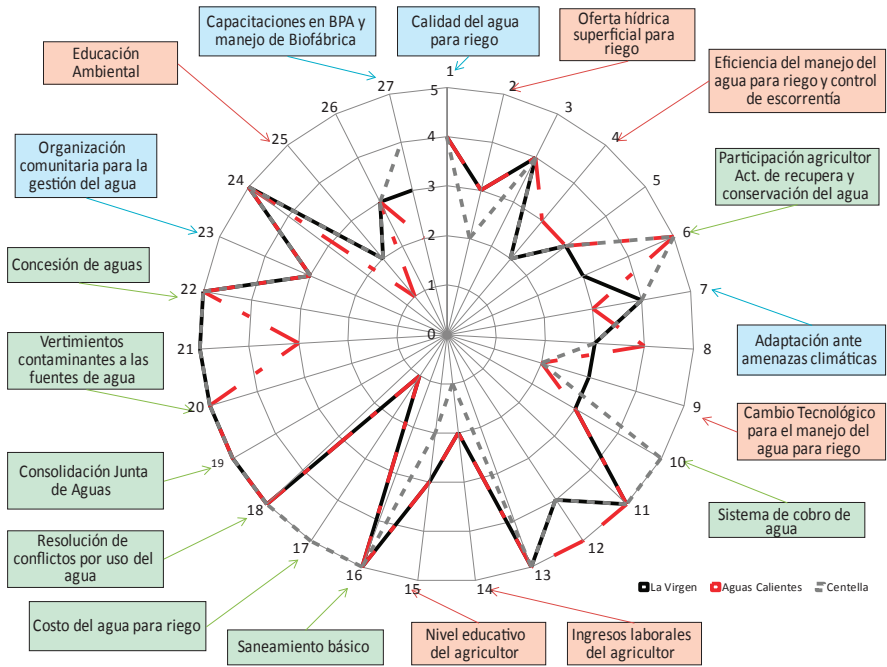 Capacitaciones en BPA y
manejo de Biofábrica
Calidad del agua
para riego
Oferta hídrica
superficial para
riego
Educación
Ambiental
Eficiencia del manejo del
agua para riego y control
de escorrentía
Organización
comunitaria para la
gestión del agua
Participación agricultor
Act. de recupera y
conservación del agua
Concesión de aguas
Adaptación ante
amenazas climáticas
Vertimientos
contaminantes a las
fuentes de agua
Cambio Tecnológico
para el manejo del
agua para riego
Consolidación Junta
de Aguas
Sistema de cobro de
agua
Resolución de
conflictos por uso del
agua
Costo del agua para riego
Saneamiento básico
Nivel educativo
del agricultor
Ingresos laborales
del agricultor
1
2
3
4
5
6
7
8
9
10
11
12
13
14
15
16
17
18
19
20
21
22
23
24
25
26
27
5
4
3
2
1
0
La Virgen
Aguas Calientes
Centella